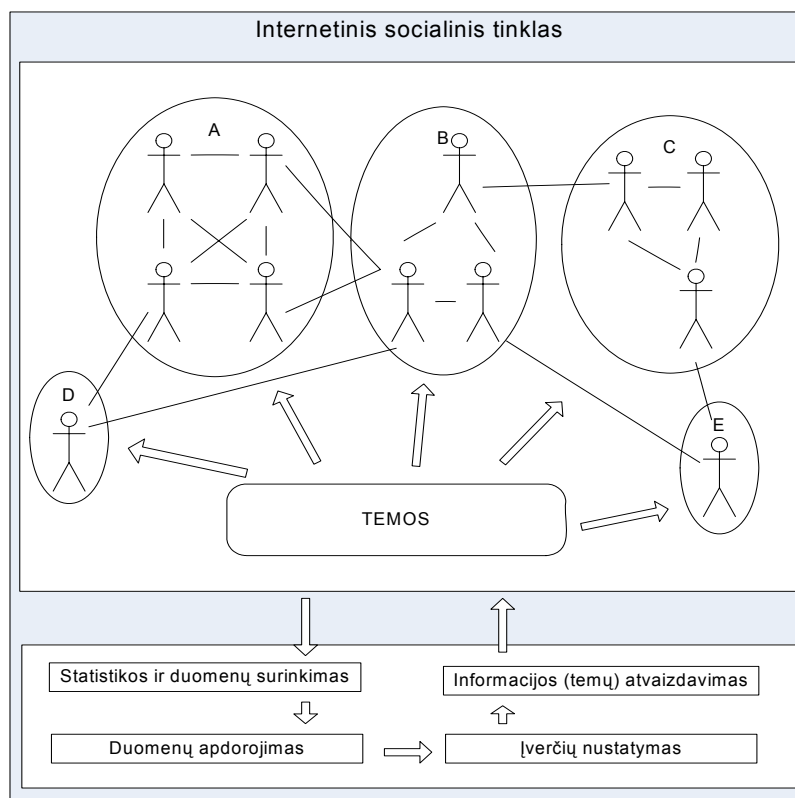 Internetinis socialinis tinklas
A
B
C
D
E
TEMOS
Statistikos ir duomenų surinkimas
Informacijos (temų) atvaizdavimas
Duomenų apdorojimas
Įverčių nustatymas